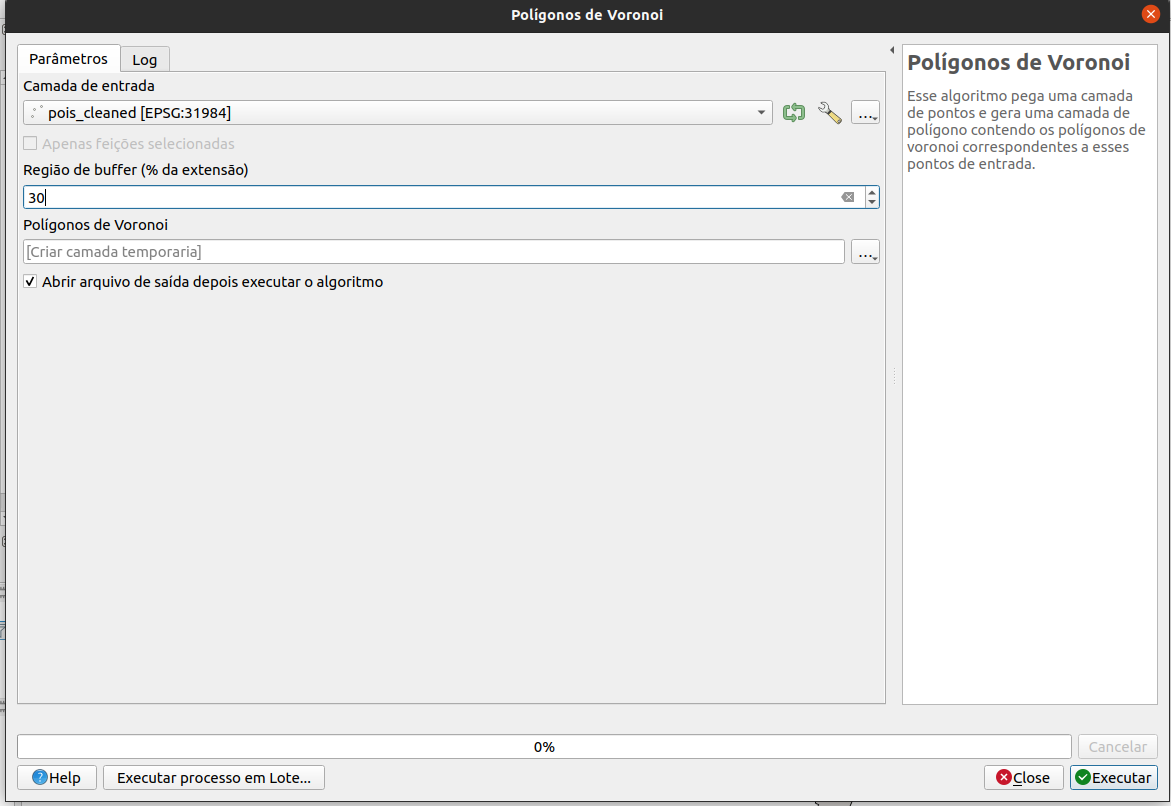 Polígonos de Voronoi
Parâmetros
Log
Camada de entrada
pois_cleaned [EPSG:31984]
...
Apenas feições selecionadas
Região de buffer (% da extensão)
30
Polígonos de Voronoi
[Criar camada temporaria]
...
Abrir arquivo de saída depois executar o algoritmo
Polígonos de Voronoi
Esse algoritmo pega uma camada
de pontos e gera uma camada de
polígono contendo os polígonos de
voronoi correspondentes a esses
pontos de entrada.
0%
Cancelar
Help
Executar processo em Lote...
Close
Executar